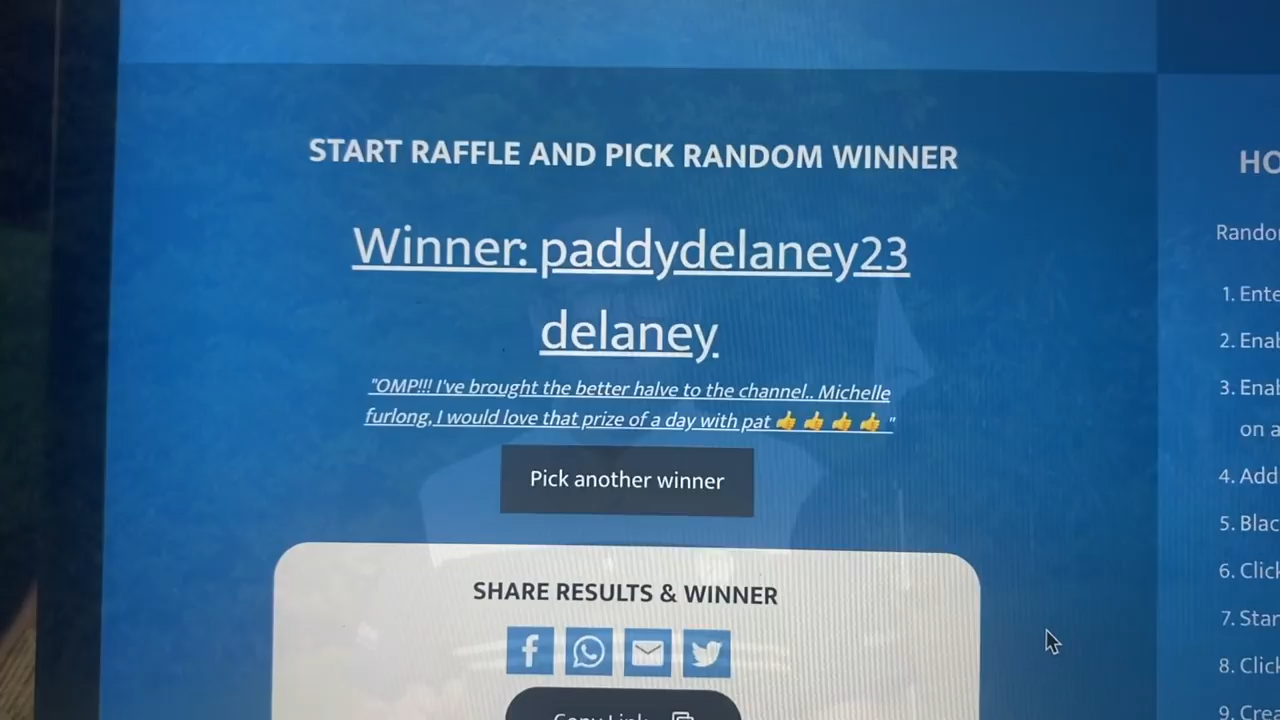 START RAFFLE AND PICK RANDOM WINNER
Winner: paddydelaney23
delaney
"OMP!!! I've brought the better halve to the channel.. Michelle
furlong, I would love that prize of a day with pat 👍 👍 👍 👍 "
Pick another winner
SHARE RESULTS & WINNER
Copy Link
HO
Rando
1. Ente
2. Enab
3. Enab
on a
4. Add
5. Blac
6. Click
7. Star
8. Click
9. Crea